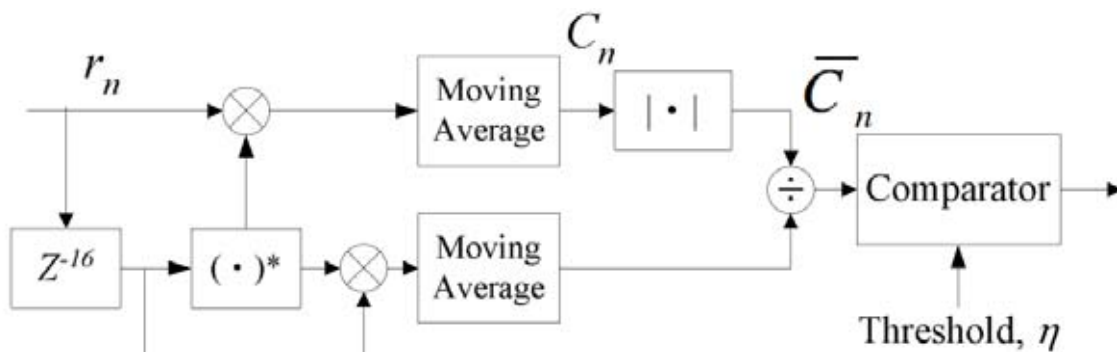 r_n
C_n
Moving
Average
| • |
C̅_n
÷
Comparator
Z^-16
( • )*
Moving
Average
Threshold, η